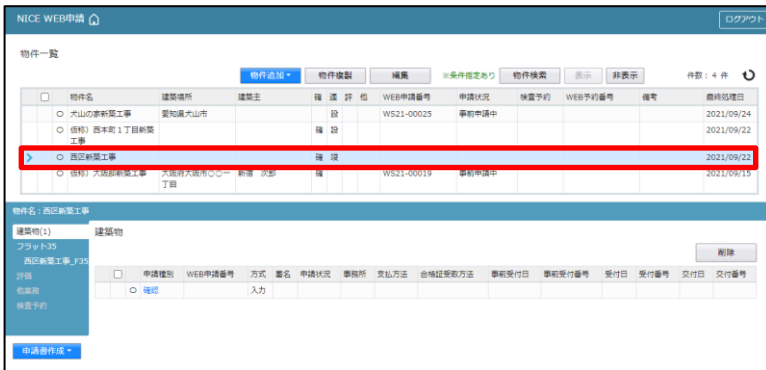 NICE WEB申請 ログアウト
物件一覧
物件追加 物件複製 編集 ※条件指定あり 物件検索 表示 非表示 件数：4 件
物件名 建築場所 建築主 確 適 評 他 WEB申請番号 申請状況 検査予約 WEB予約番号 備考 最終処理日
○ 犬山の家新築工事 愛知県犬山市 設 WS21-00025 事前申中 2021/09/24
○ 仮称）西本町１丁目新築工事 確 設 2021/09/22
○ 西区新築工事 確 設 2021/09/22
○ 仮称）大阪邸新築工事 大阪府大阪市○○一丁目 新宿 次郎 確 WS21-00019 事前申中 2021/09/15
物件名：西区新築工事
建築物(1) 建築物
フラット35 削除
西区新築工事_F35
評価 申請種別 WEB申請番号 方式 署名 申請状況 事務所 支払方法 合格証受取方法 事前受付日 事前受付番号 受付日 受付番号 交付日 交付番号
他業務 ○ 確認 入力
検査予約
申請書作成